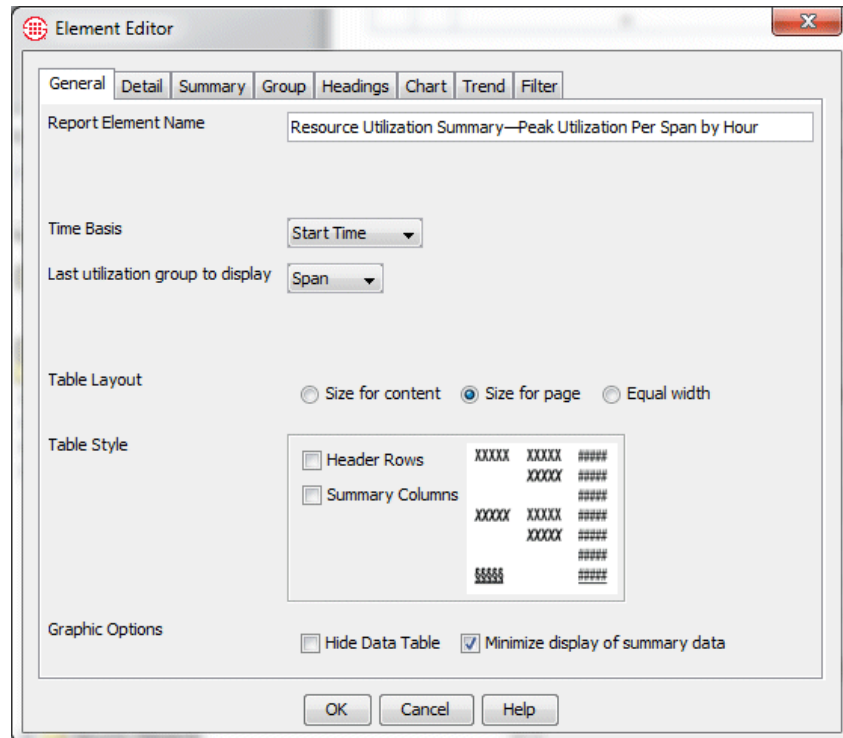 Element Editor
General Detail Summary Group Headings Chart Trend Filter
Report Element Name Resource Utilization Summary—Peak Utilization Per Span by Hour
Time Basis Start Time
Last utilization group to display Span
Table Layout Size for content Size for page Equal width
Table Style
Header Rows XXXXX XXXXX #####
XXXXX #####
Summary Columns #####
XXXXX XXXXX #####
XXXXX #####
#####
§§§§§ #####
Graphic Options Hide Data Table Minimize display of summary data
OK Cancel Help